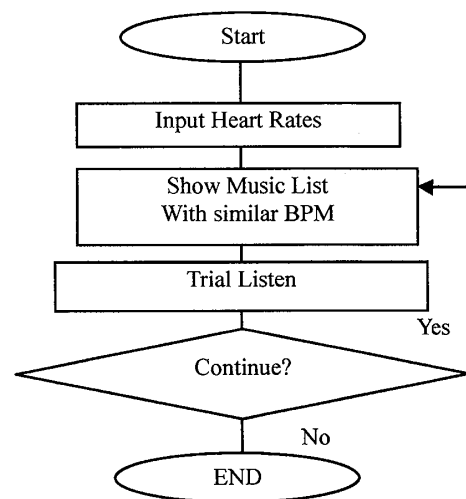 Start
Input Heart Rates
Show Music List
With similar BPM
Trial Listen
Yes
Continue?
No
END